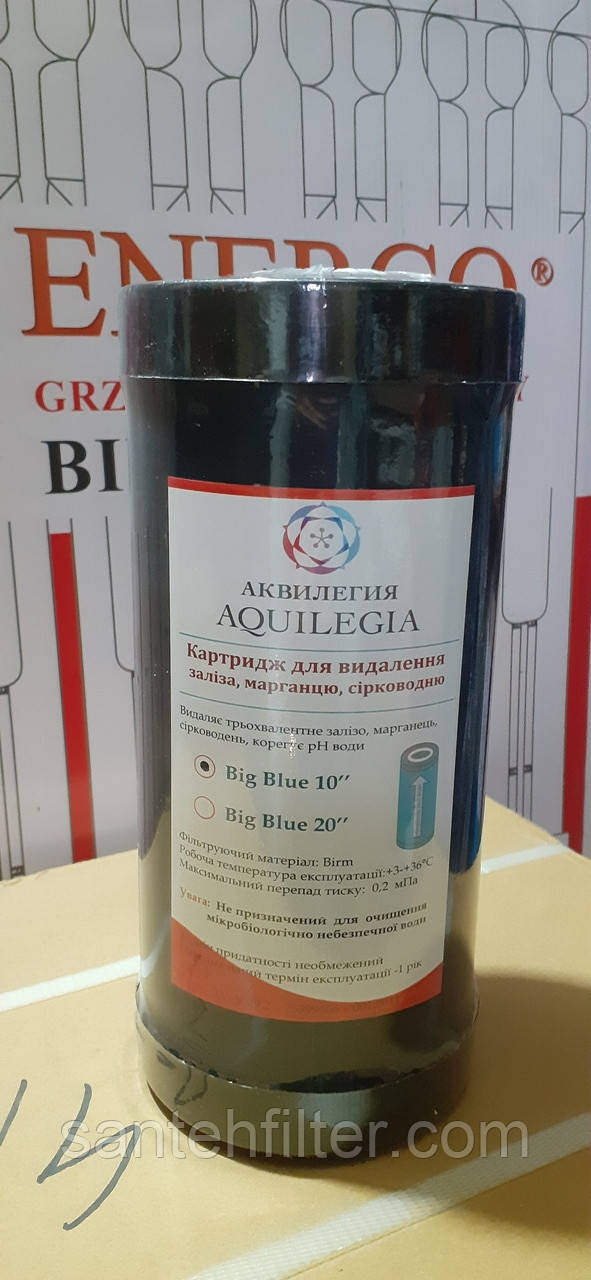 ®
GRZ
BI
АКВИЛЕГИЯ
AQUILEGIA
Картридж для видалення
заліза, марганцю, сірководню
Видаляє трьохвалентне залізо, марганець,
сірководень, корегує pH води
Big Blue 10′′
Big Blue 20′′
Фільтруючий матеріал: Birm
Робоча температура експлуатації:+3-+36°C
Максимальний перепад тиску: 0,2 мПа
Увага: Не призначений для очищення
мікробіологічно небезпечної води
придатності необмежений
термін експлуатації -1 рік
santehfilter.com